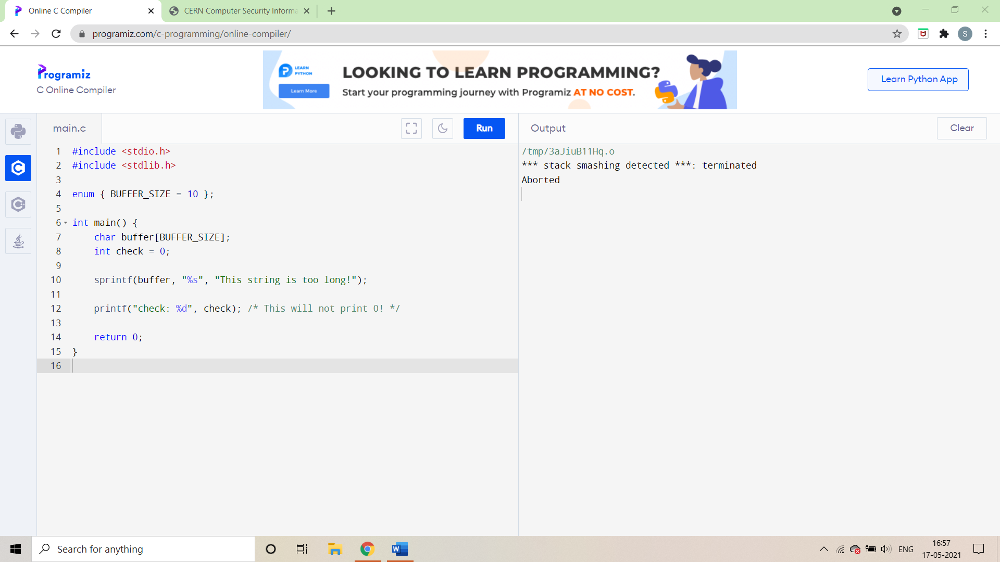 Online C Compiler
CERN Computer Security Informa
programiz.com/c-programming/online-compiler/
S
Programiz
C Online Compiler
LEARN
PYTHON
Learn More
LOOKING TO LEARN PROGRAMMING?
Start your programming journey with Programiz AT NO COST.
Learn Python App
main.c
Run
Output
Clear
1 #include <stdio.h>
2 #include <stdlib.h>
3
4 enum { BUFFER_SIZE = 10 };
5
6 int main() {
7     char buffer[BUFFER_SIZE];
8     int check = 0;
9
10     sprintf(buffer, "%s", "This string is too long!");
11
12     printf("check: %d", check); /* This will not print 0! */
13
14     return 0;
15 }
16
/tmp/3aJiuB11Hq.o
*** stack smashing detected ***: terminated
Aborted
Search for anything
ENG
16:57
17-05-2021